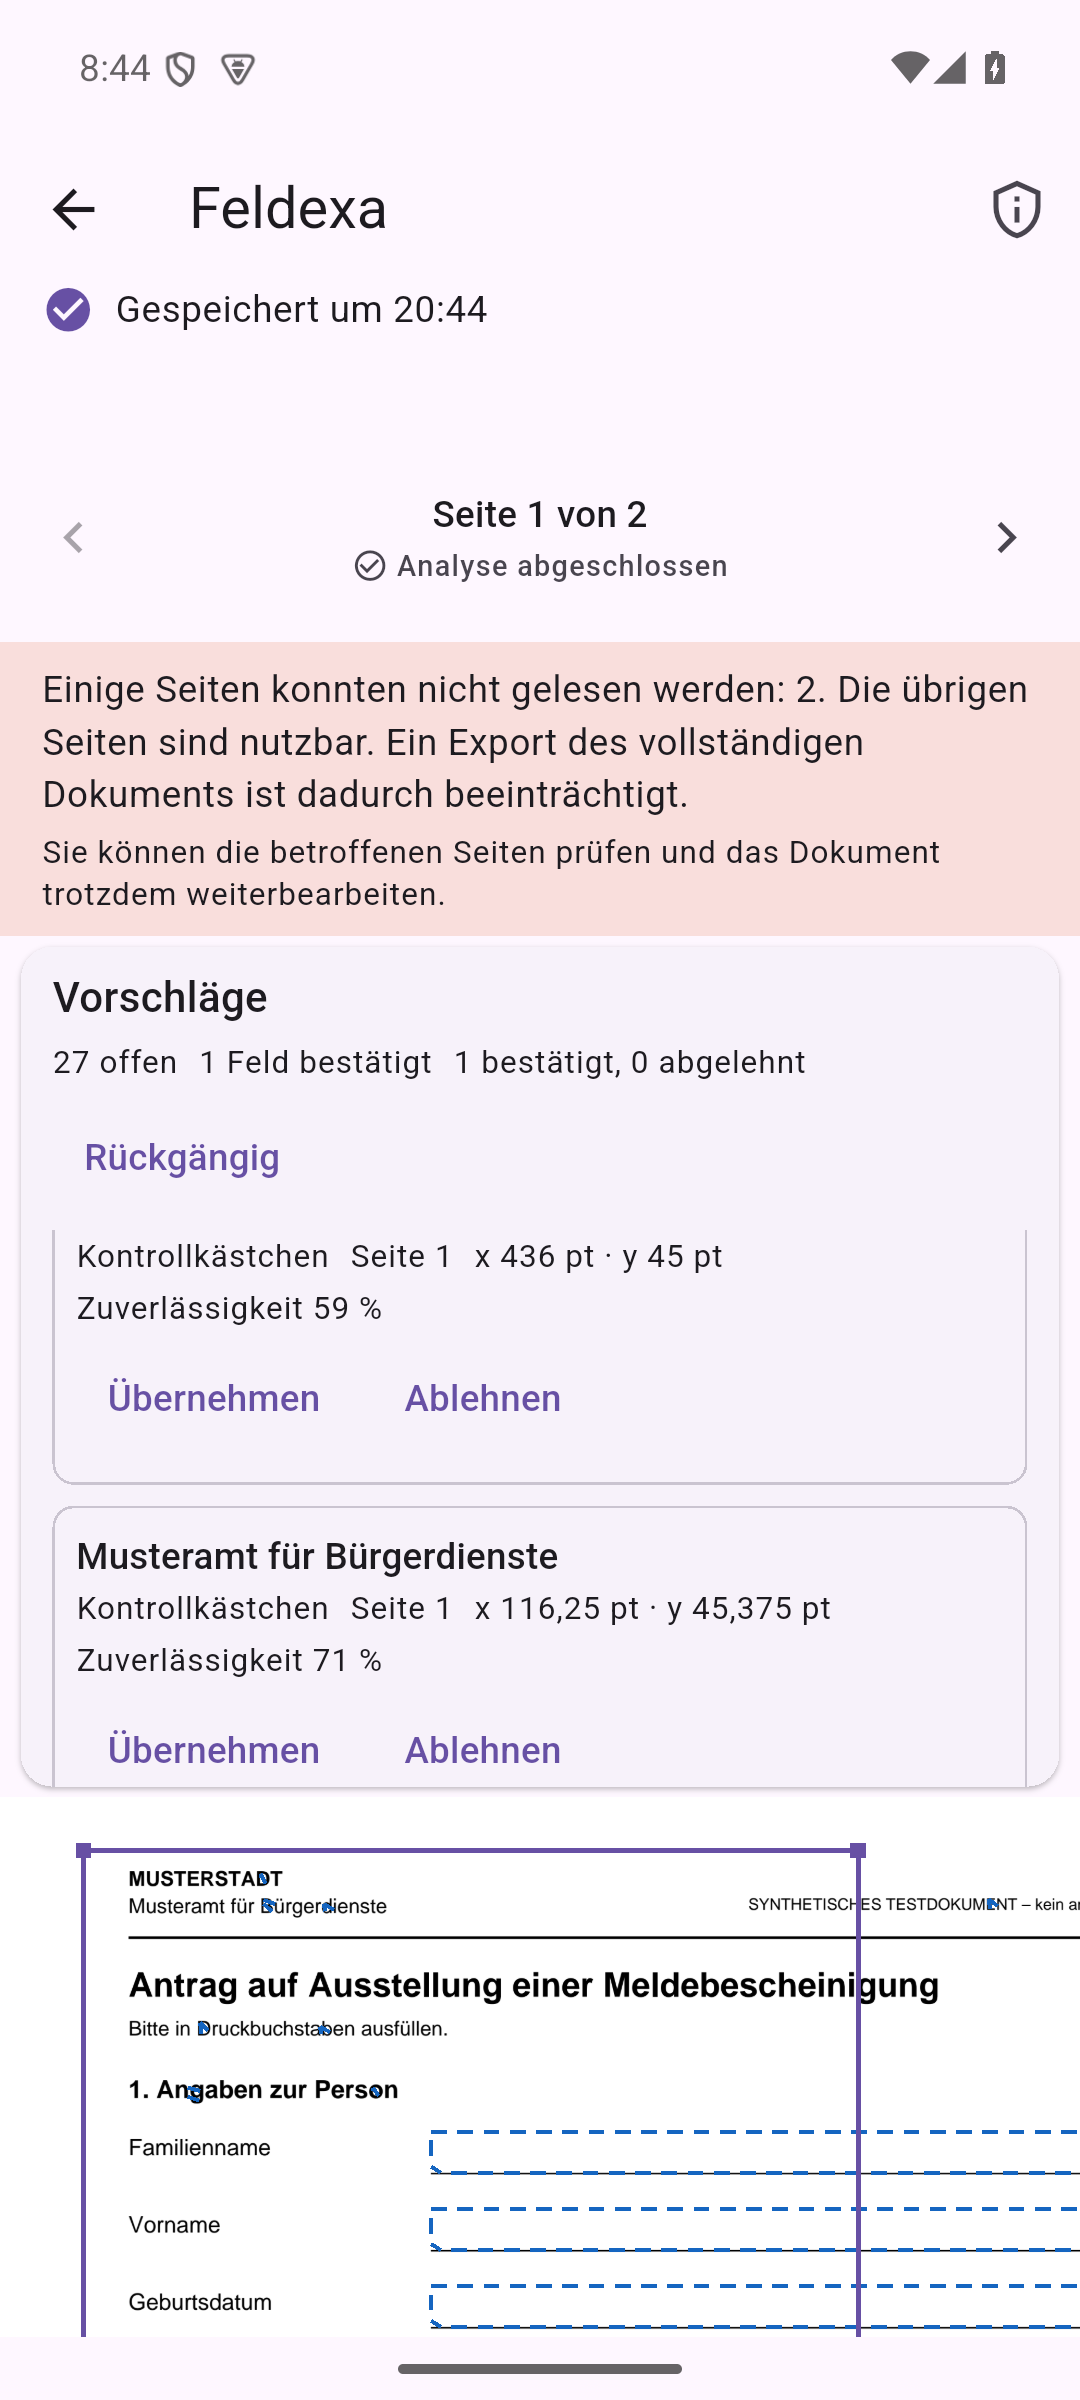 8:44
Feldexa
Gespeichert um 20:44
Seite 1 von 2
Analyse abgeschlossen
Einige Seiten konnten nicht gelesen werden: 2. Die übrigen
Seiten sind nutzbar. Ein Export des vollständigen
Dokuments ist dadurch beeinträchtigt.
Sie können die betroffenen Seiten prüfen und das Dokument
trotzdem weiterbearbeiten.
Vorschläge
27 offen 1 Feld bestätigt 1 bestätigt, 0 abgelehnt
Rückgängig
Kontrollkästchen Seite 1 x 436 pt · y 45 pt
Zuverlässigkeit 59 %
Übernehmen Ablehnen
Musteramt für Bürgerdienste
Kontrollkästchen Seite 1 x 116,25 pt · y 45,375 pt
Zuverlässigkeit 71 %
Übernehmen Ablehnen
MUSTERSTADT
Musteramt für Bürgerdienste
SYNTHETISCHES TESTDOKUMENT – kein
Antrag auf Ausstellung einer Meldebescheinigung
Bitte in Druckbuchstaben ausfüllen.
1. Angaben zur Person
Familienname
Vorname
Geburtsdatum